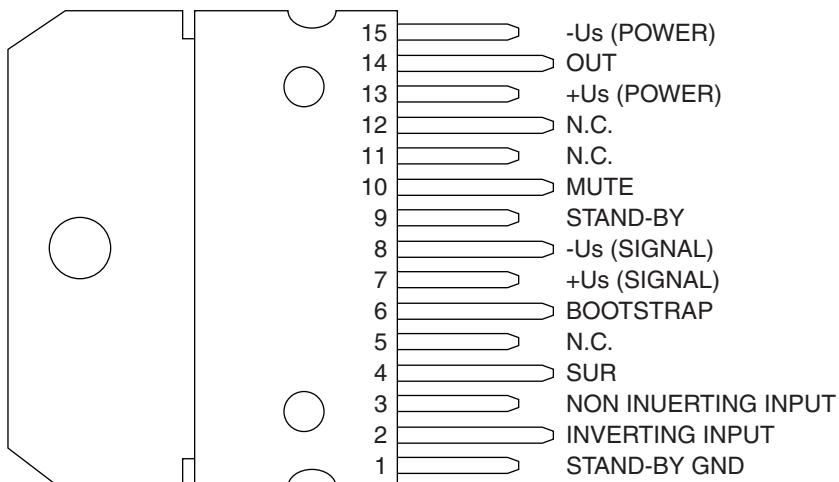 15 -Us (POWER)
14 OUT
13 +Us (POWER)
12 N.C.
11 N.C.
10 MUTE
9 STAND-BY
8 -Us (SIGNAL)
7 +Us (SIGNAL)
6 BOOTSTRAP
5 N.C.
4 SUR
3 NON INUERTING INPUT
2 INVERTING INPUT
1 STAND-BY GND